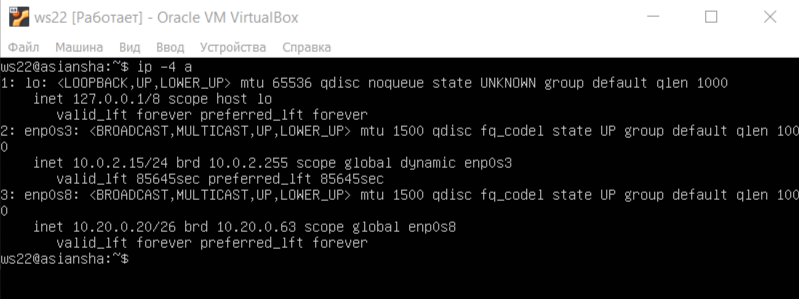 ws22 [Работает] - Oracle VM VirtualBox
Файл Машина Вид Ввод Устройства Справка
ws22@asiansha:~$ ip -4 a
1: lo: <LOOPBACK,UP,LOWER_UP> mtu 65536 qdisc noqueue state UNKNOWN group default qlen 1000
    inet 127.0.0.1/8 scope host lo
       valid_lft forever preferred_lft forever
2: enp0s3: <BROADCAST,MULTICAST,UP,LOWER_UP> mtu 1500 qdisc fq_codel state UP group default qlen 100
0
    inet 10.0.2.15/24 brd 10.0.2.255 scope global dynamic enp0s3
       valid_lft 85645sec preferred_lft 85645sec
3: enp0s8: <BROADCAST,MULTICAST,UP,LOWER_UP> mtu 1500 qdisc fq_codel state UP group default qlen 100
0
    inet 10.20.0.20/26 brd 10.20.0.63 scope global enp0s8
       valid_lft forever preferred_lft forever
ws22@asiansha:~$